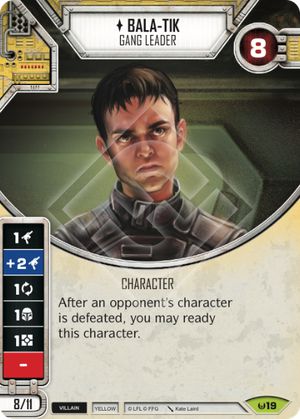 BALA-TIK
GANG LEADER
8
1
+2
1
1
1
-
CHARACTER
After an opponent's character
is defeated, you may ready
this character.
8/11
VILLAIN
YELLOW
© LFL © FFG
Kate Laird
19